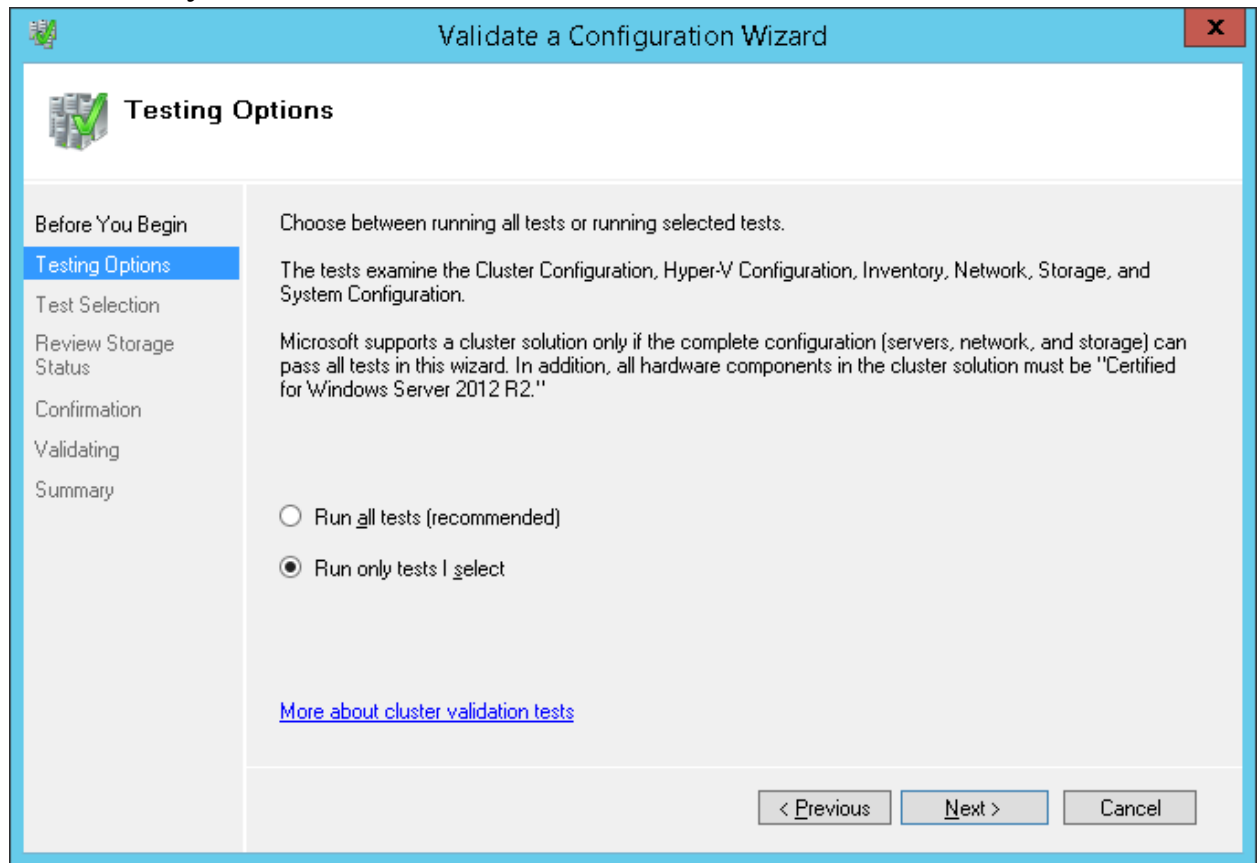 Validate a Configuration Wizard
X
Testing Options
Before You Begin
Testing Options
Test Selection
Review Storage
Status
Confirmation
Validating
Summary
Choose between running all tests or running selected tests.
The tests examine the Cluster Configuration, Hyper-V Configuration, Inventory, Network, Storage, and
System Configuration.
Microsoft supports a cluster solution only if the complete configuration (servers, network, and storage) can
pass all tests in this wizard. In addition, all hardware components in the cluster solution must be "Certified
for Windows Server 2012 R2."
Run all tests (recommended)
Run only tests I select
More about cluster validation tests
< Previous
Next >
Cancel